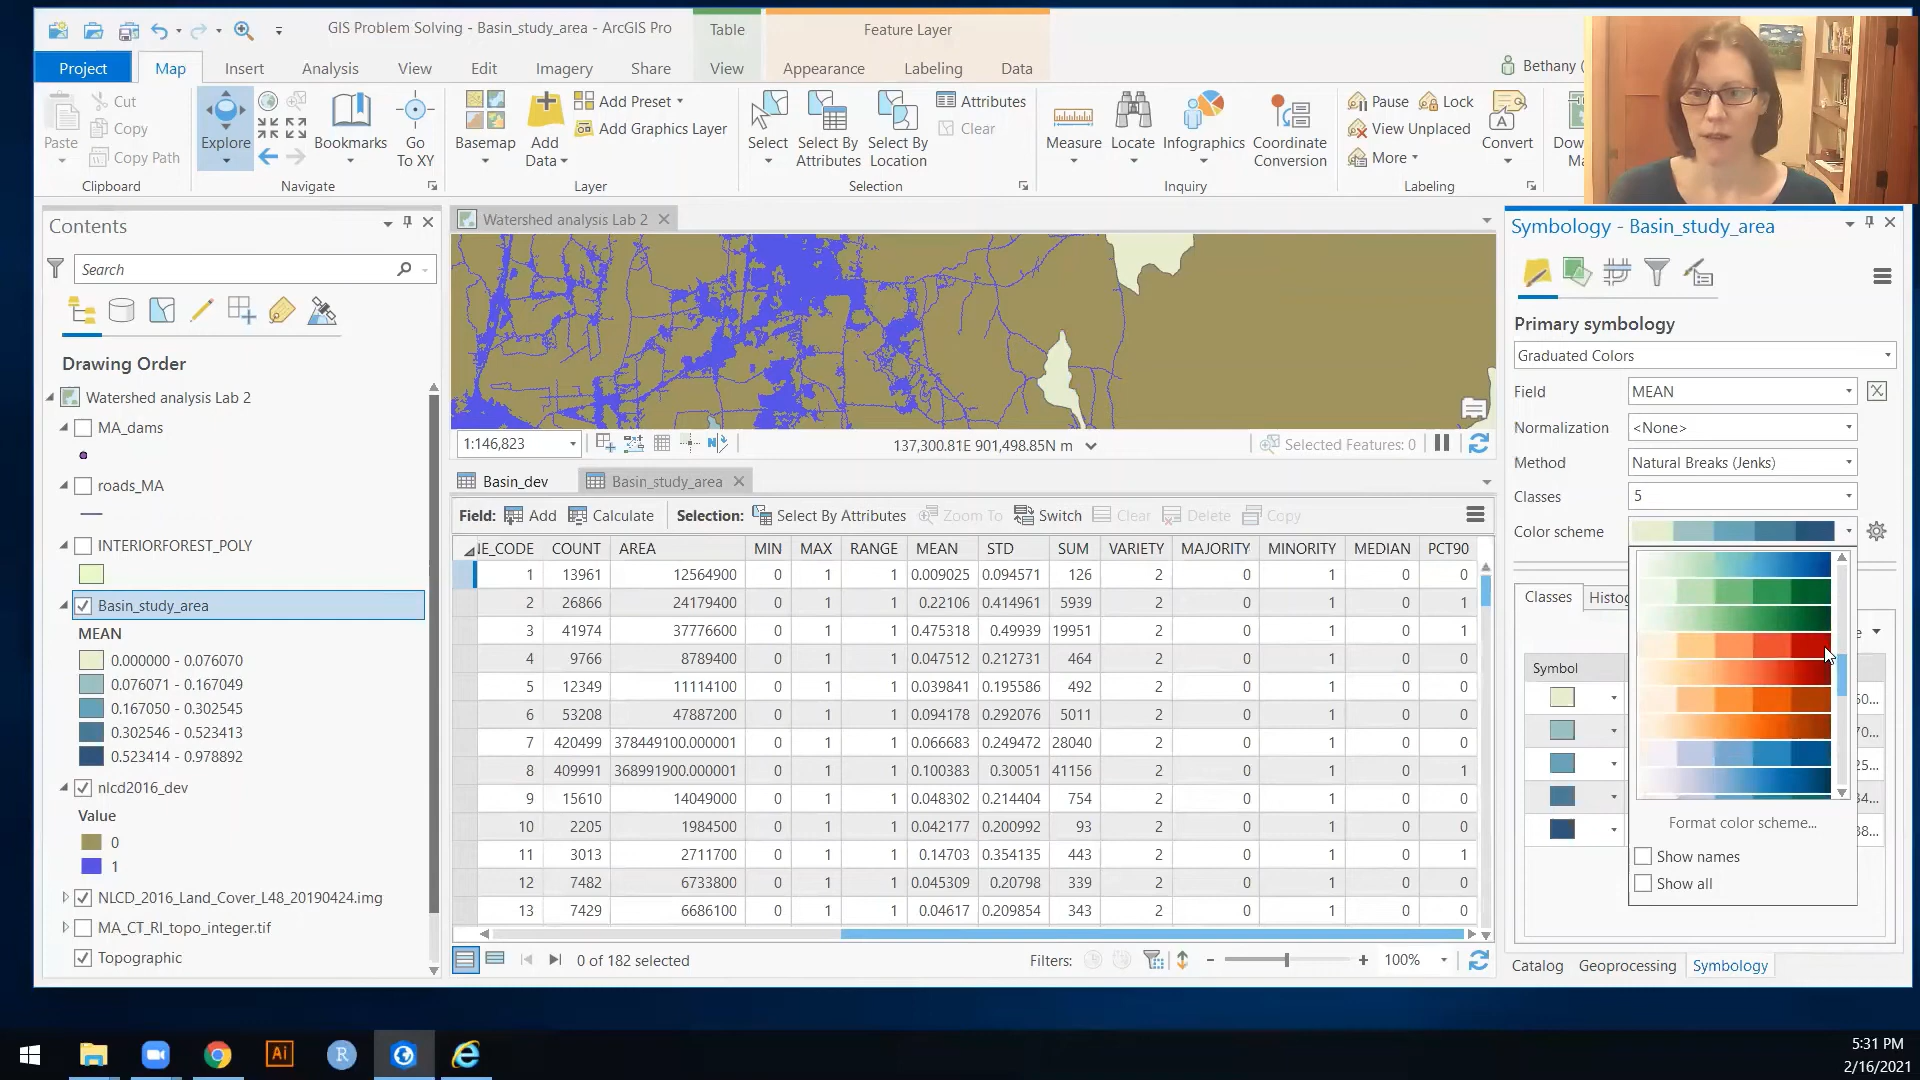 GIS Problem Solving - Basin_study_area - ArcGIS Pro
Table
Feature Layer
Project
Map
Insert
Analysis
View
Edit
Imagery
Share
View
Appearance
Labeling
Data
Bethany (
Paste
Cut
Copy
Copy Path
Clipboard
Explore
Bookmarks
Go
To XY
Navigate
Basemap
Add
Data
Add Preset
Add Graphics Layer
Layer
Select
Select By
Attributes
Select By
Location
Attributes
Clear
Selection
Measure
Locate
Infographics
Coordinate
Conversion
Inquiry
Pause
Lock
View Unplaced
More
Convert
Labeling
Contents
Search
Drawing Order
Watershed analysis Lab 2
MA_dams
roads_MA
INTERIORFOREST_POLY
Basin_study_area
MEAN
0.000000 - 0.076070
0.076071 - 0.167049
0.167050 - 0.302545
0.302546 - 0.523413
0.523414 - 0.978892
nlcd2016_dev
Value
0
1
NLCD_2016_Land_Cover_L48_20190424.img
MA_CT_RI_topo_integer.tif
Topographic
Watershed analysis Lab 2
1:146,823
137,300.81E 901,498.85N m
Selected Features: 0
Basin_dev
Basin_study_area
Field: Add Calculate Selection: Select By Attributes Zoom To Switch Clear Delete Copy
IE_CODE COUNT AREA MIN MAX RANGE MEAN STD SUM VARIETY MAJORITY MINORITY MEDIAN PCT90
1 13961 12564900 0 1 1 0.009025 0.094571 126 2 0 1 0 0
2 26866 24179400 0 1 1 0.22106 0.414961 5939 2 0 1 0 1
3 41974 37776600 0 1 1 0.475318 0.49939 19951 2 0 1 0 1
4 9766 8789400 0 1 1 0.047512 0.212731 464 2 0 1 0 0
5 12349 11114100 0 1 1 0.039841 0.195586 492 2 0 1 0 0
6 53208 47887200 0 1 1 0.094178 0.292076 5011 2 0 1 0 0
7 420499 378449100.000001 0 1 1 0.066683 0.249472 28040 2 0 1 0 0
8 409991 368991900.000001 0 1 1 0.100383 0.30051 41156 2 0 1 0 1
9 15610 14049000 0 1 1 0.048302 0.214404 754 2 0 1 0 0
10 2205 1984500 0 1 1 0.042177 0.200992 93 2 0 1 0 0
11 3013 2711700 0 1 1 0.14703 0.354135 443 2 0 1 0 1
12 7482 6733800 0 1 1 0.045309 0.20798 339 2 0 1 0 0
13 7429 6686100 0 1 1 0.04617 0.209854 343 2 0 1 0 0
0 of 182 selected
Filters:
100%
Symbology - Basin_study_area
Primary symbology
Graduated Colors
Field MEAN
Normalization <None>
Method Natural Breaks (Jenks)
Classes 5
Color scheme
Classes
Symbol
Format color scheme...
Show names
Show all
Catalog
Geoprocessing
Symbology
Ai
R
5:31 PM
2/16/2021